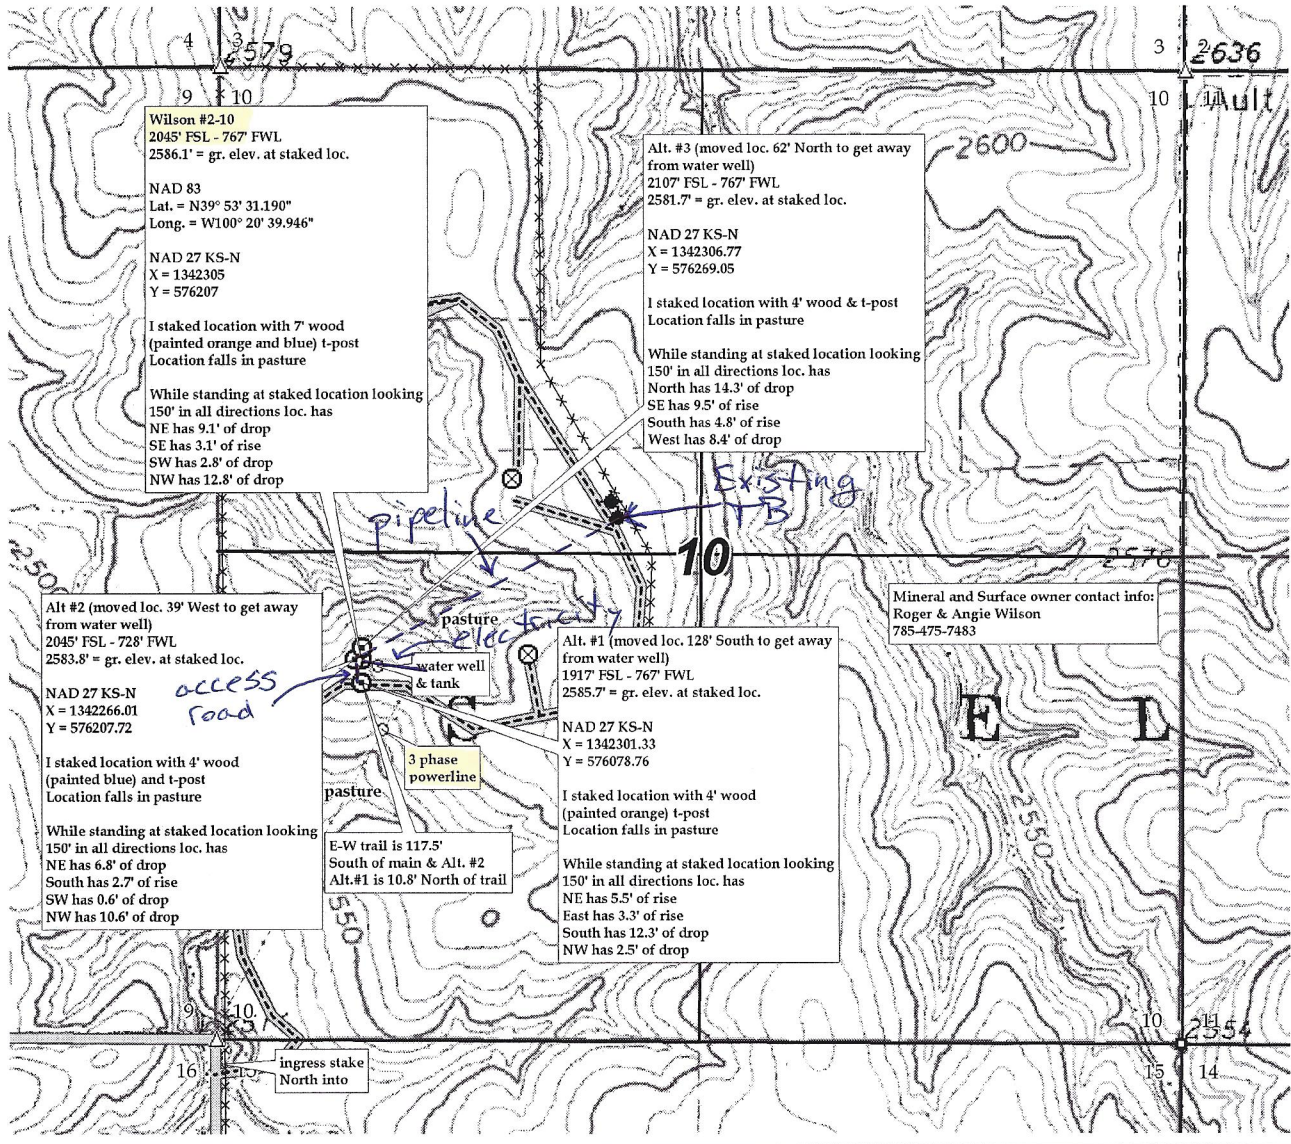 4 3
2579
9 10
3 2
2636
10 11
Ault
2600
Wilson #2-10
2045' FSL - 767' FWL
2586.1' = gr. elev. at staked loc.
NAD 83
Lat. = N39° 53' 31.190"
Long. = W100° 20' 39.946"
NAD 27 KS-N
X = 1342305
Y = 576207
I staked location with 7' wood
(painted orange and blue) t-post
Location falls in pasture
While standing at staked location looking
150' in all directions loc. has
NE has 9.1' of drop
SE has 3.1' of rise
SW has 2.8' of drop
NW has 12.8' of drop
Alt. #3 (moved loc. 62' North to get away
from water well)
2107' FSL - 767' FWL
2581.7' = gr. elev. at staked loc.
NAD 27 KS-N
X = 1342306.77
Y = 576269.05
I staked location with 4' wood & t-post
Location falls in pasture
While standing at staked location looking
150' in all directions loc. has
North has 14.3' of drop
SE has 9.5' of rise
South has 4.8' of rise
West has 8.4' of drop
Existing
TB
pipeline
10
2576
250
Mineral and Surface owner contact info:
Roger & Angie Wilson
785-475-7483
Alt #2 (moved loc. 39' West to get away
from water well)
2045' FSL - 728' FWL
2583.8' = gr. elev. at staked loc.
NAD 27 KS-N
X = 1342266.01
Y = 576207.72
I staked location with 4' wood
(painted blue) and t-post
Location falls in pasture
While standing at staked location looking
150' in all directions loc. has
NE has 6.8' of drop
South has 2.7' of rise
SW has 0.6' of drop
NW has 10.6' of drop
access
road
pasture
electricity
water well
& tank
3 phase
powerline
pasture
E-W trail is 117.5'
South of main & Alt. #2
Alt.#1 is 10.8' North of trail
Alt. #1 (moved loc. 128' South to get away
from water well)
1917' FSL - 767' FWL
2585.7' = gr. elev. at staked loc.
NAD 27 KS-N
X = 1342301.33
Y = 576078.76
I staked location with 4' wood
(painted orange) t-post
Location falls in pasture
While standing at staked location looking
150' in all directions loc. has
NE has 5.5' of rise
East has 3.3' of rise
South has 12.3' of drop
NW has 2.5' of drop
S E L
2550
550
9 10
16 15
ingress stake
North into
10 11
2554
15 14